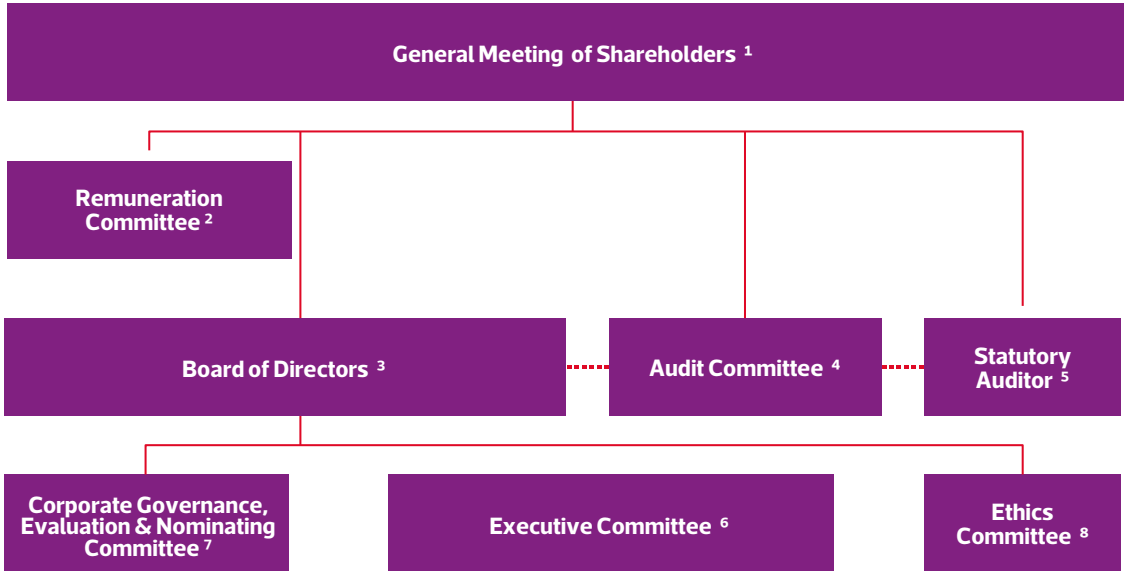 General Meeting of Shareholders 1
Remuneration
Committee 2
Board of Directors 3
Audit Committee 4
Statutory
Auditor 5
Corporate Governance,
Evaluation & Nominating
Committee 7
Executive Committee 6
Ethics
Committee 8